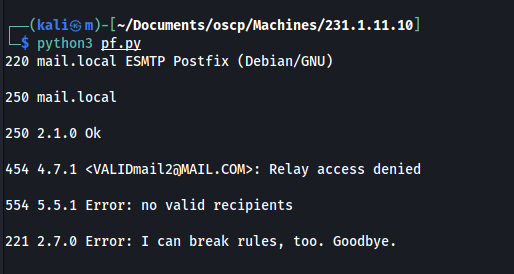 ┌──(kali㉿m)-[~/Documents/oscp/Machines/231.1.11.10]
└─$ python3 pf.py
220 mail.local ESMTP Postfix (Debian/GNU)
250 mail.local
250 2.1.0 Ok
454 4.7.1 <VALIDmail2@MAIL.COM>: Relay access denied
554 5.5.1 Error: no valid recipients
221 2.7.0 Error: I can break rules, too. Goodbye.